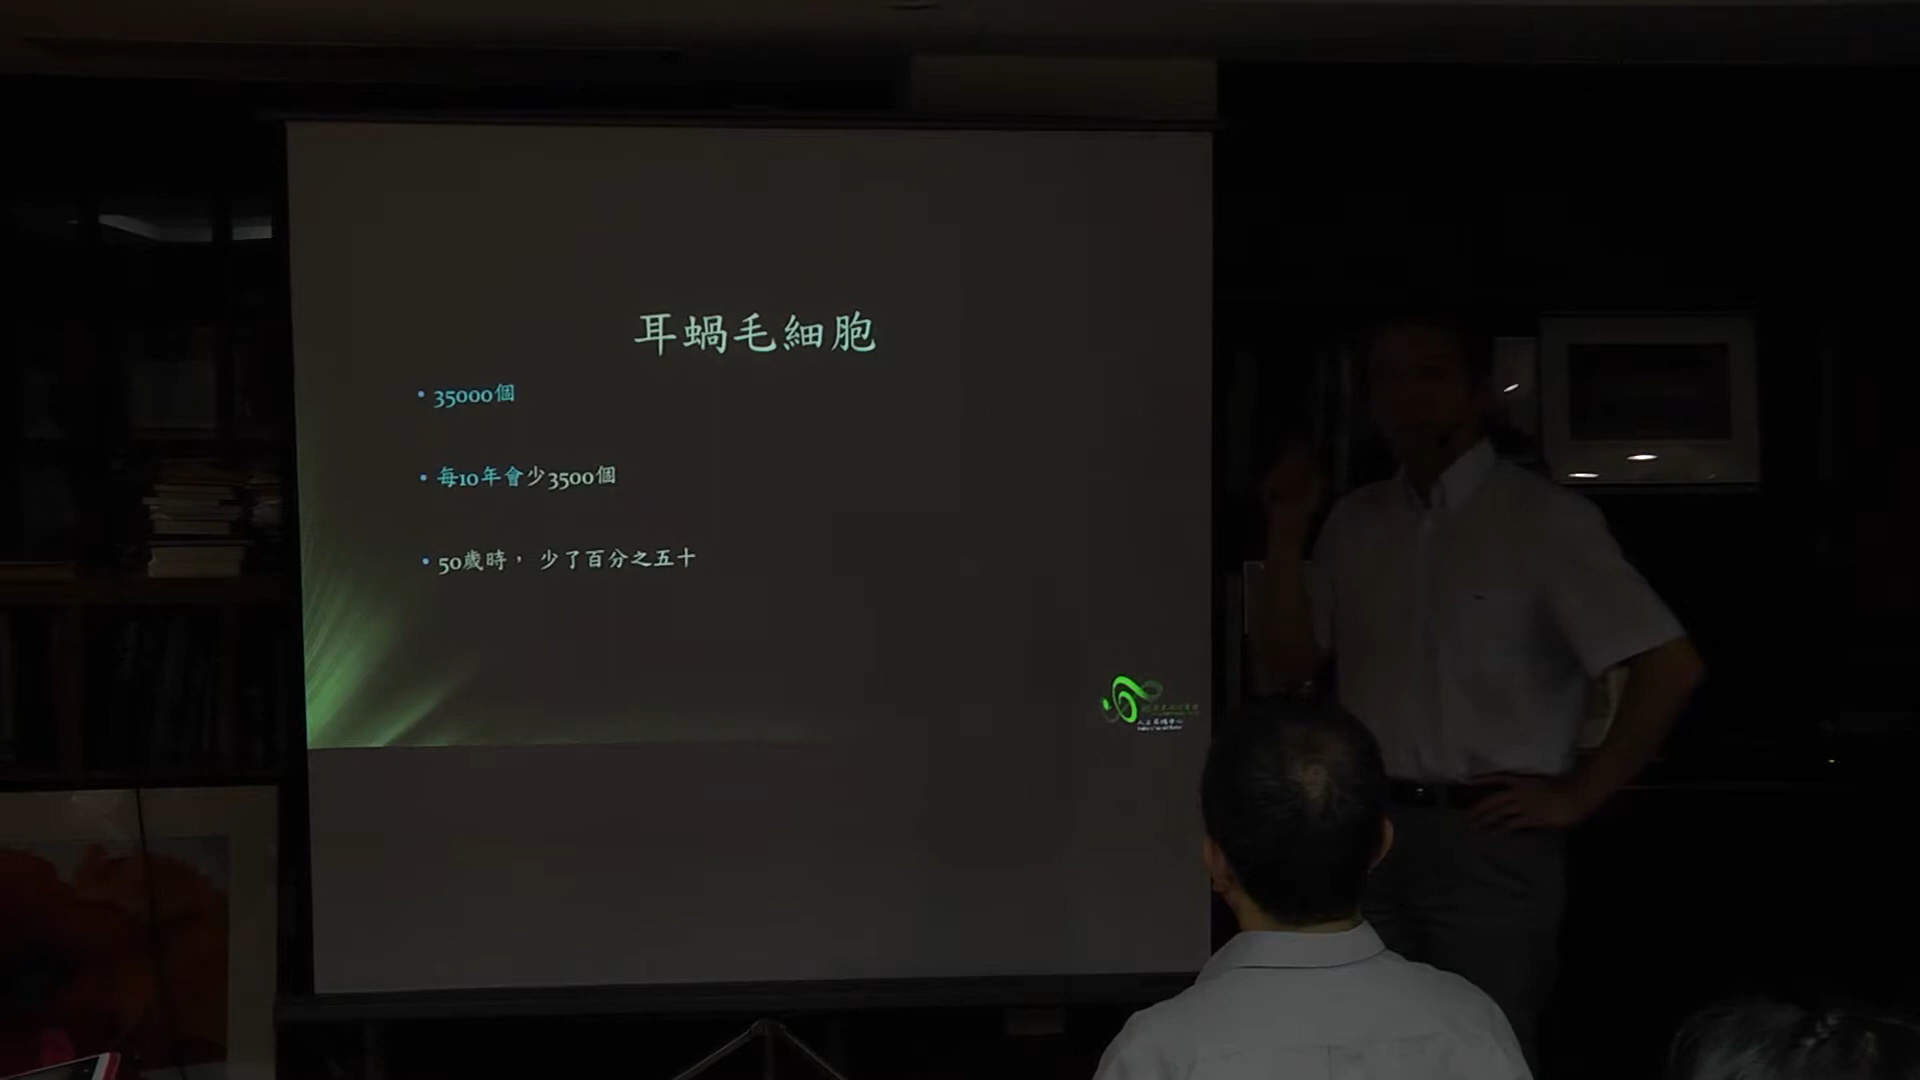 耳蝸毛細胞
• 35000個
• 每10年會少3500個
• 50歲時， 少了百分之五十